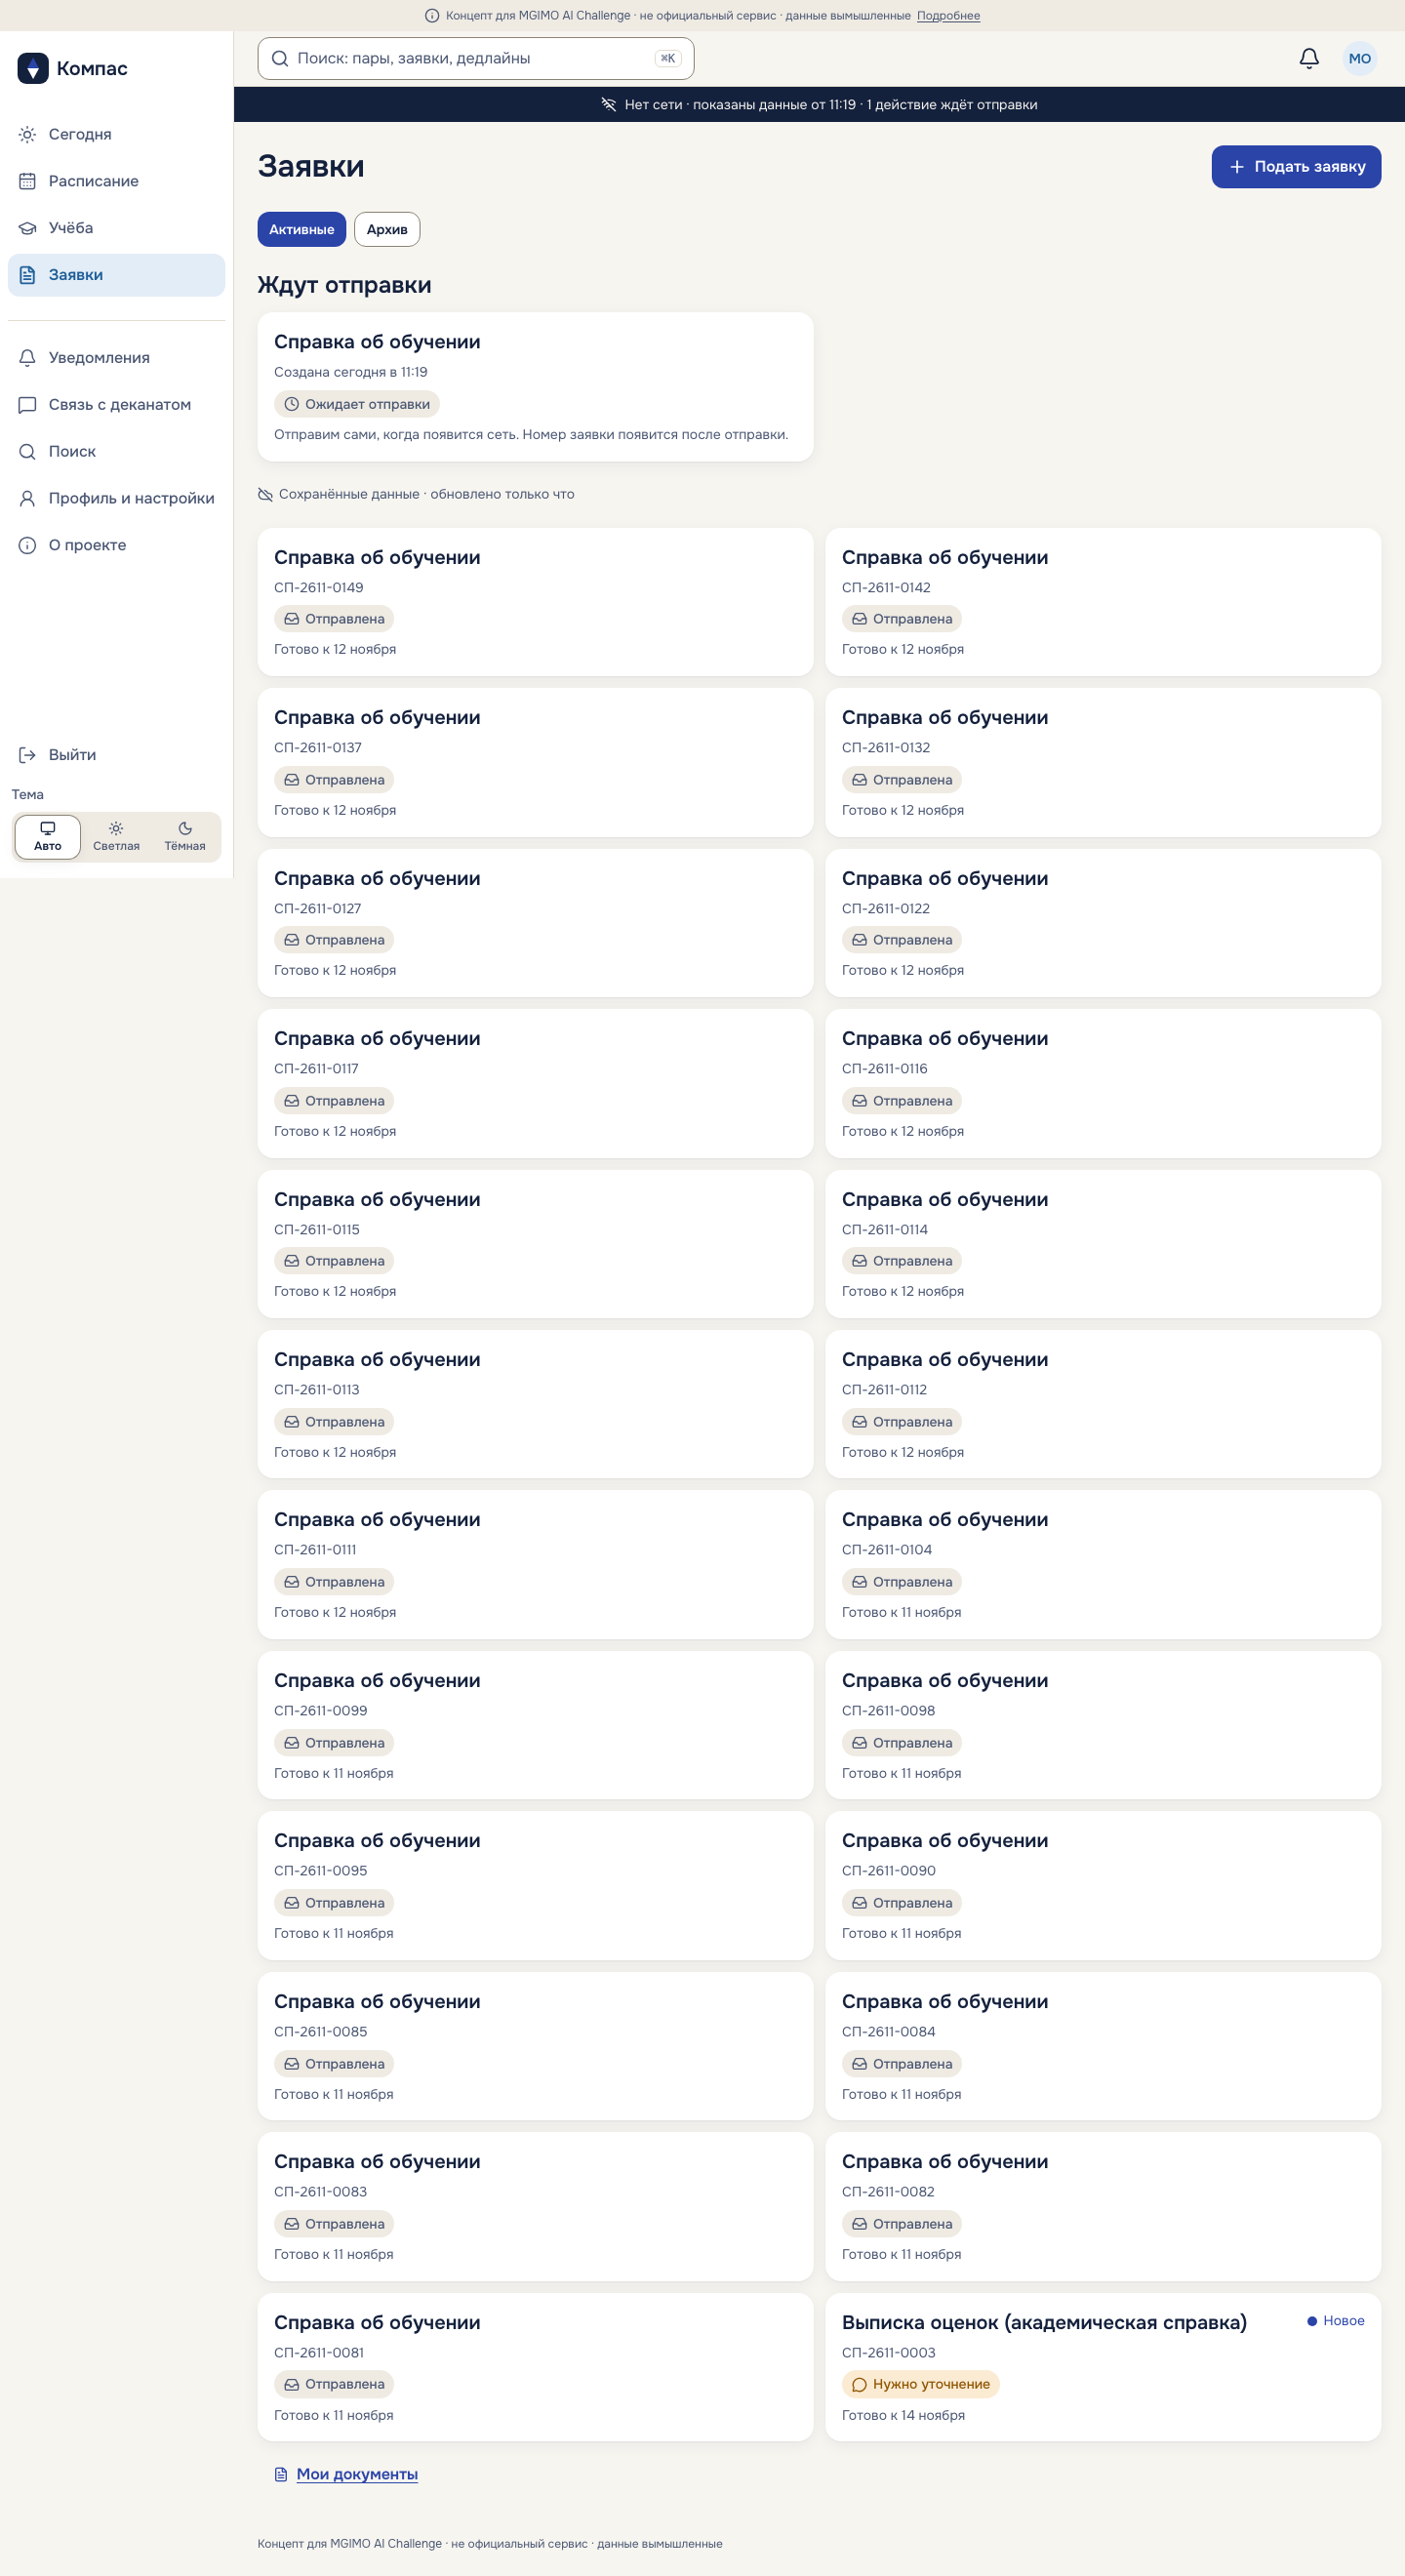 Концепт для MGIMO AI Challenge · не официальный сервис · данные вымышленные Подробнее
Компас
Поиск: пары, заявки, дедлайны
⌘K
МО
Нет сети · показаны данные от 11:19 · 1 действие ждёт отправки
Сегодня
Расписание
Учёба
Заявки
Уведомления
Связь с деканатом
Поиск
Профиль и настройки
О проекте
Выйти
Тема
Авто
Светлая
Тёмная
Заявки
Подать заявку
Активные
Архив
Ждут отправки
Справка об обучении
Создана сегодня в 11:19
Ожидает отправки
Отправим сами, когда появится сеть. Номер заявки появится после отправки.
Сохранённые данные · обновлено только что
Справка об обучении
СП-2611-0149
Отправлена
Готово к 12 ноября
Справка об обучении
СП-2611-0142
Отправлена
Готово к 12 ноября
Справка об обучении
СП-2611-0137
Отправлена
Готово к 12 ноября
Справка об обучении
СП-2611-0132
Отправлена
Готово к 12 ноября
Справка об обучении
СП-2611-0127
Отправлена
Готово к 12 ноября
Справка об обучении
СП-2611-0122
Отправлена
Готово к 12 ноября
Справка об обучении
СП-2611-0117
Отправлена
Готово к 12 ноября
Справка об обучении
СП-2611-0116
Отправлена
Готово к 12 ноября
Справка об обучении
СП-2611-0115
Отправлена
Готово к 12 ноября
Справка об обучении
СП-2611-0114
Отправлена
Готово к 12 ноября
Справка об обучении
СП-2611-0113
Отправлена
Готово к 12 ноября
Справка об обучении
СП-2611-0112
Отправлена
Готово к 12 ноября
Справка об обучении
СП-2611-0111
Отправлена
Готово к 12 ноября
Справка об обучении
СП-2611-0104
Отправлена
Готово к 11 ноября
Справка об обучении
СП-2611-0099
Отправлена
Готово к 11 ноября
Справка об обучении
СП-2611-0098
Отправлена
Готово к 11 ноября
Справка об обучении
СП-2611-0095
Отправлена
Готово к 11 ноября
Справка об обучении
СП-2611-0090
Отправлена
Готово к 11 ноября
Справка об обучении
СП-2611-0085
Отправлена
Готово к 11 ноября
Справка об обучении
СП-2611-0084
Отправлена
Готово к 11 ноября
Справка об обучении
СП-2611-0083
Отправлена
Готово к 11 ноября
Справка об обучении
СП-2611-0082
Отправлена
Готово к 11 ноября
Справка об обучении
СП-2611-0081
Отправлена
Готово к 11 ноября
Выписка оценок (академическая справка)
Новое
СП-2611-0003
Нужно уточнение
Готово к 14 ноября
Мои документы
Концепт для MGIMO AI Challenge · не официальный сервис · данные вымышленные